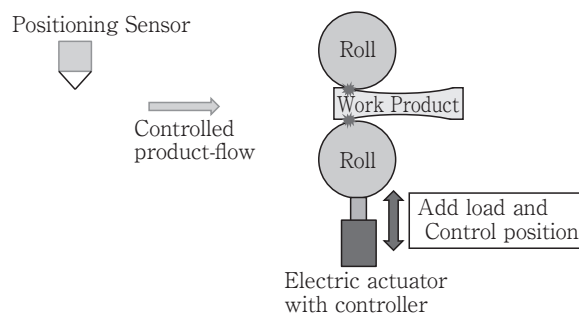 Positioning Sensor
Controlled
product-flow
Roll
Work Product
Roll
Add load and
Control position
Electric actuator
with controller